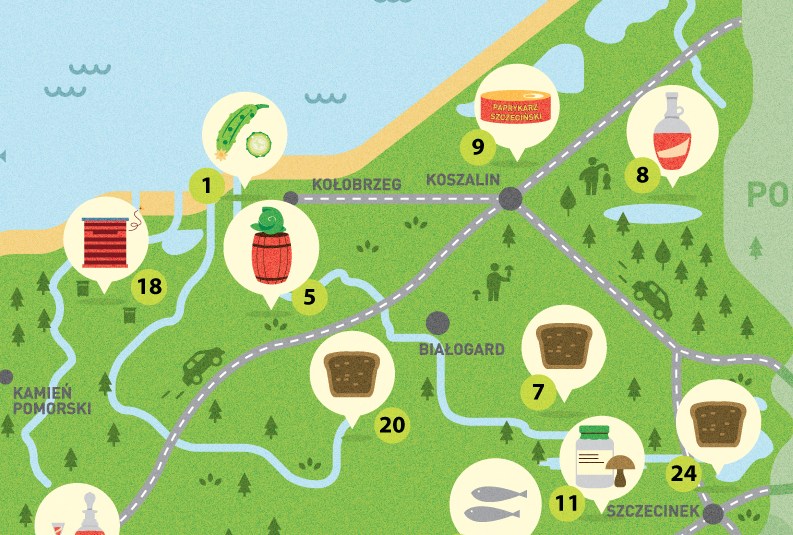 PAPRYKARZ
SZCZECIŃSKI
9
8
1
KOŁOBRZEG
KOSZALIN
PO
18
5
BIAŁOGARD
7
KAMIEŃ
POMORSKI
20
24
11
SZCZECINEK